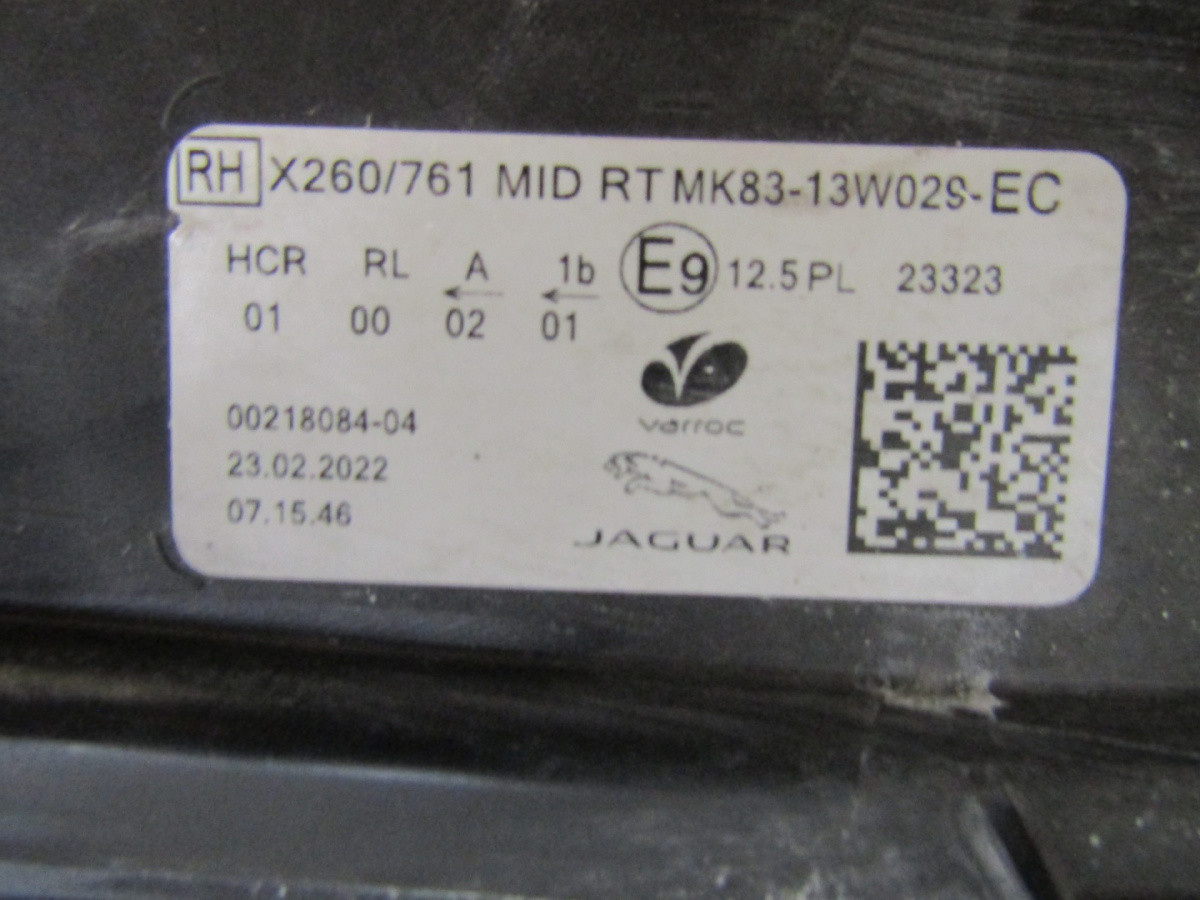 RH X260/761 MID RT MK83-13W029-EC
HCR RL A 1b E9 12.5 PL 23323
← ←
01 00 02 01
varroc
00218084-04
23.02.2022
07.15.46
JAGUAR